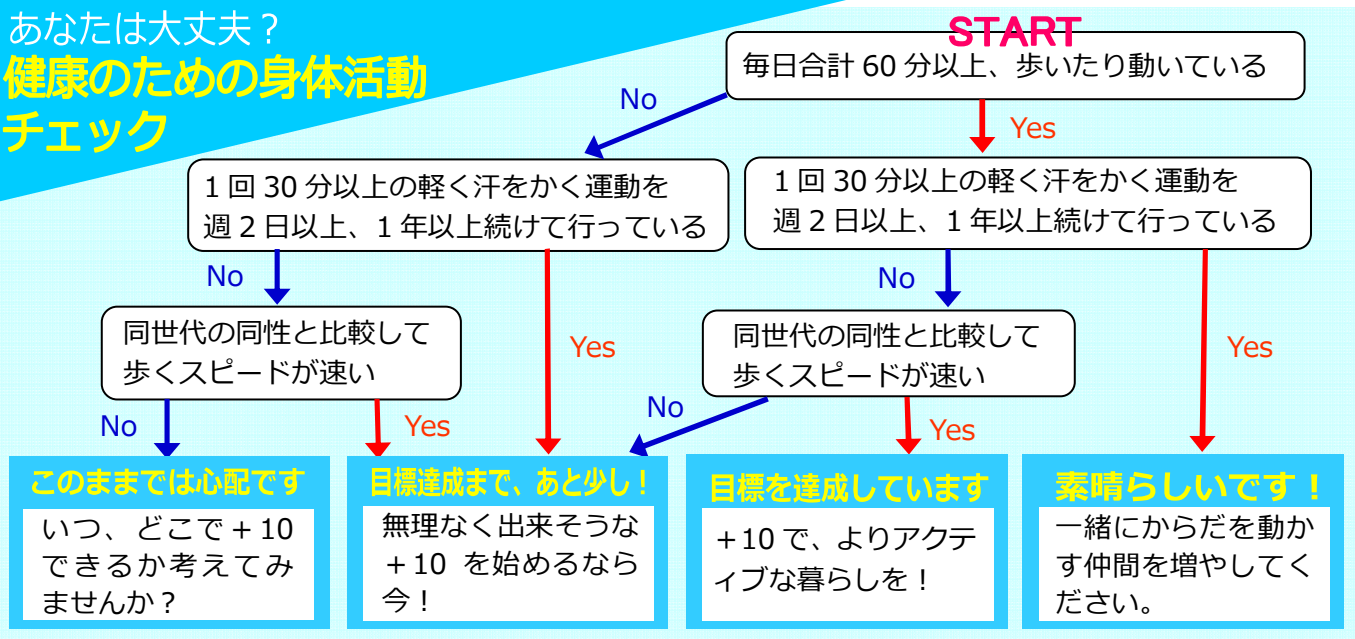 あなたは大丈夫？
健康のための身体活動
チェック
START
毎日合計 60 分以上、歩いたり動いている
No
Yes
1 回 30 分以上の軽く汗をかく運動を
週 2 日以上、1 年以上続けて行っている
1 回 30 分以上の軽く汗をかく運動を
週 2 日以上、1 年以上続けて行っている
No
Yes
No
Yes
同世代の同性と比較して
歩くスピードが速い
同世代の同性と比較して
歩くスピードが速い
No
Yes
No
Yes
このままでは心配です
いつ、どこで＋10
できるか考えてみ
ませんか？
目標達成まで、あと少し！
無理なく出来そうな
＋10 を始めるなら
今！
目標を達成しています
＋10 で、よりアクテ
ィブな暮らしを！
素晴らしいです！
一緒にからだを動か
す仲間を増やしてく
ださい。